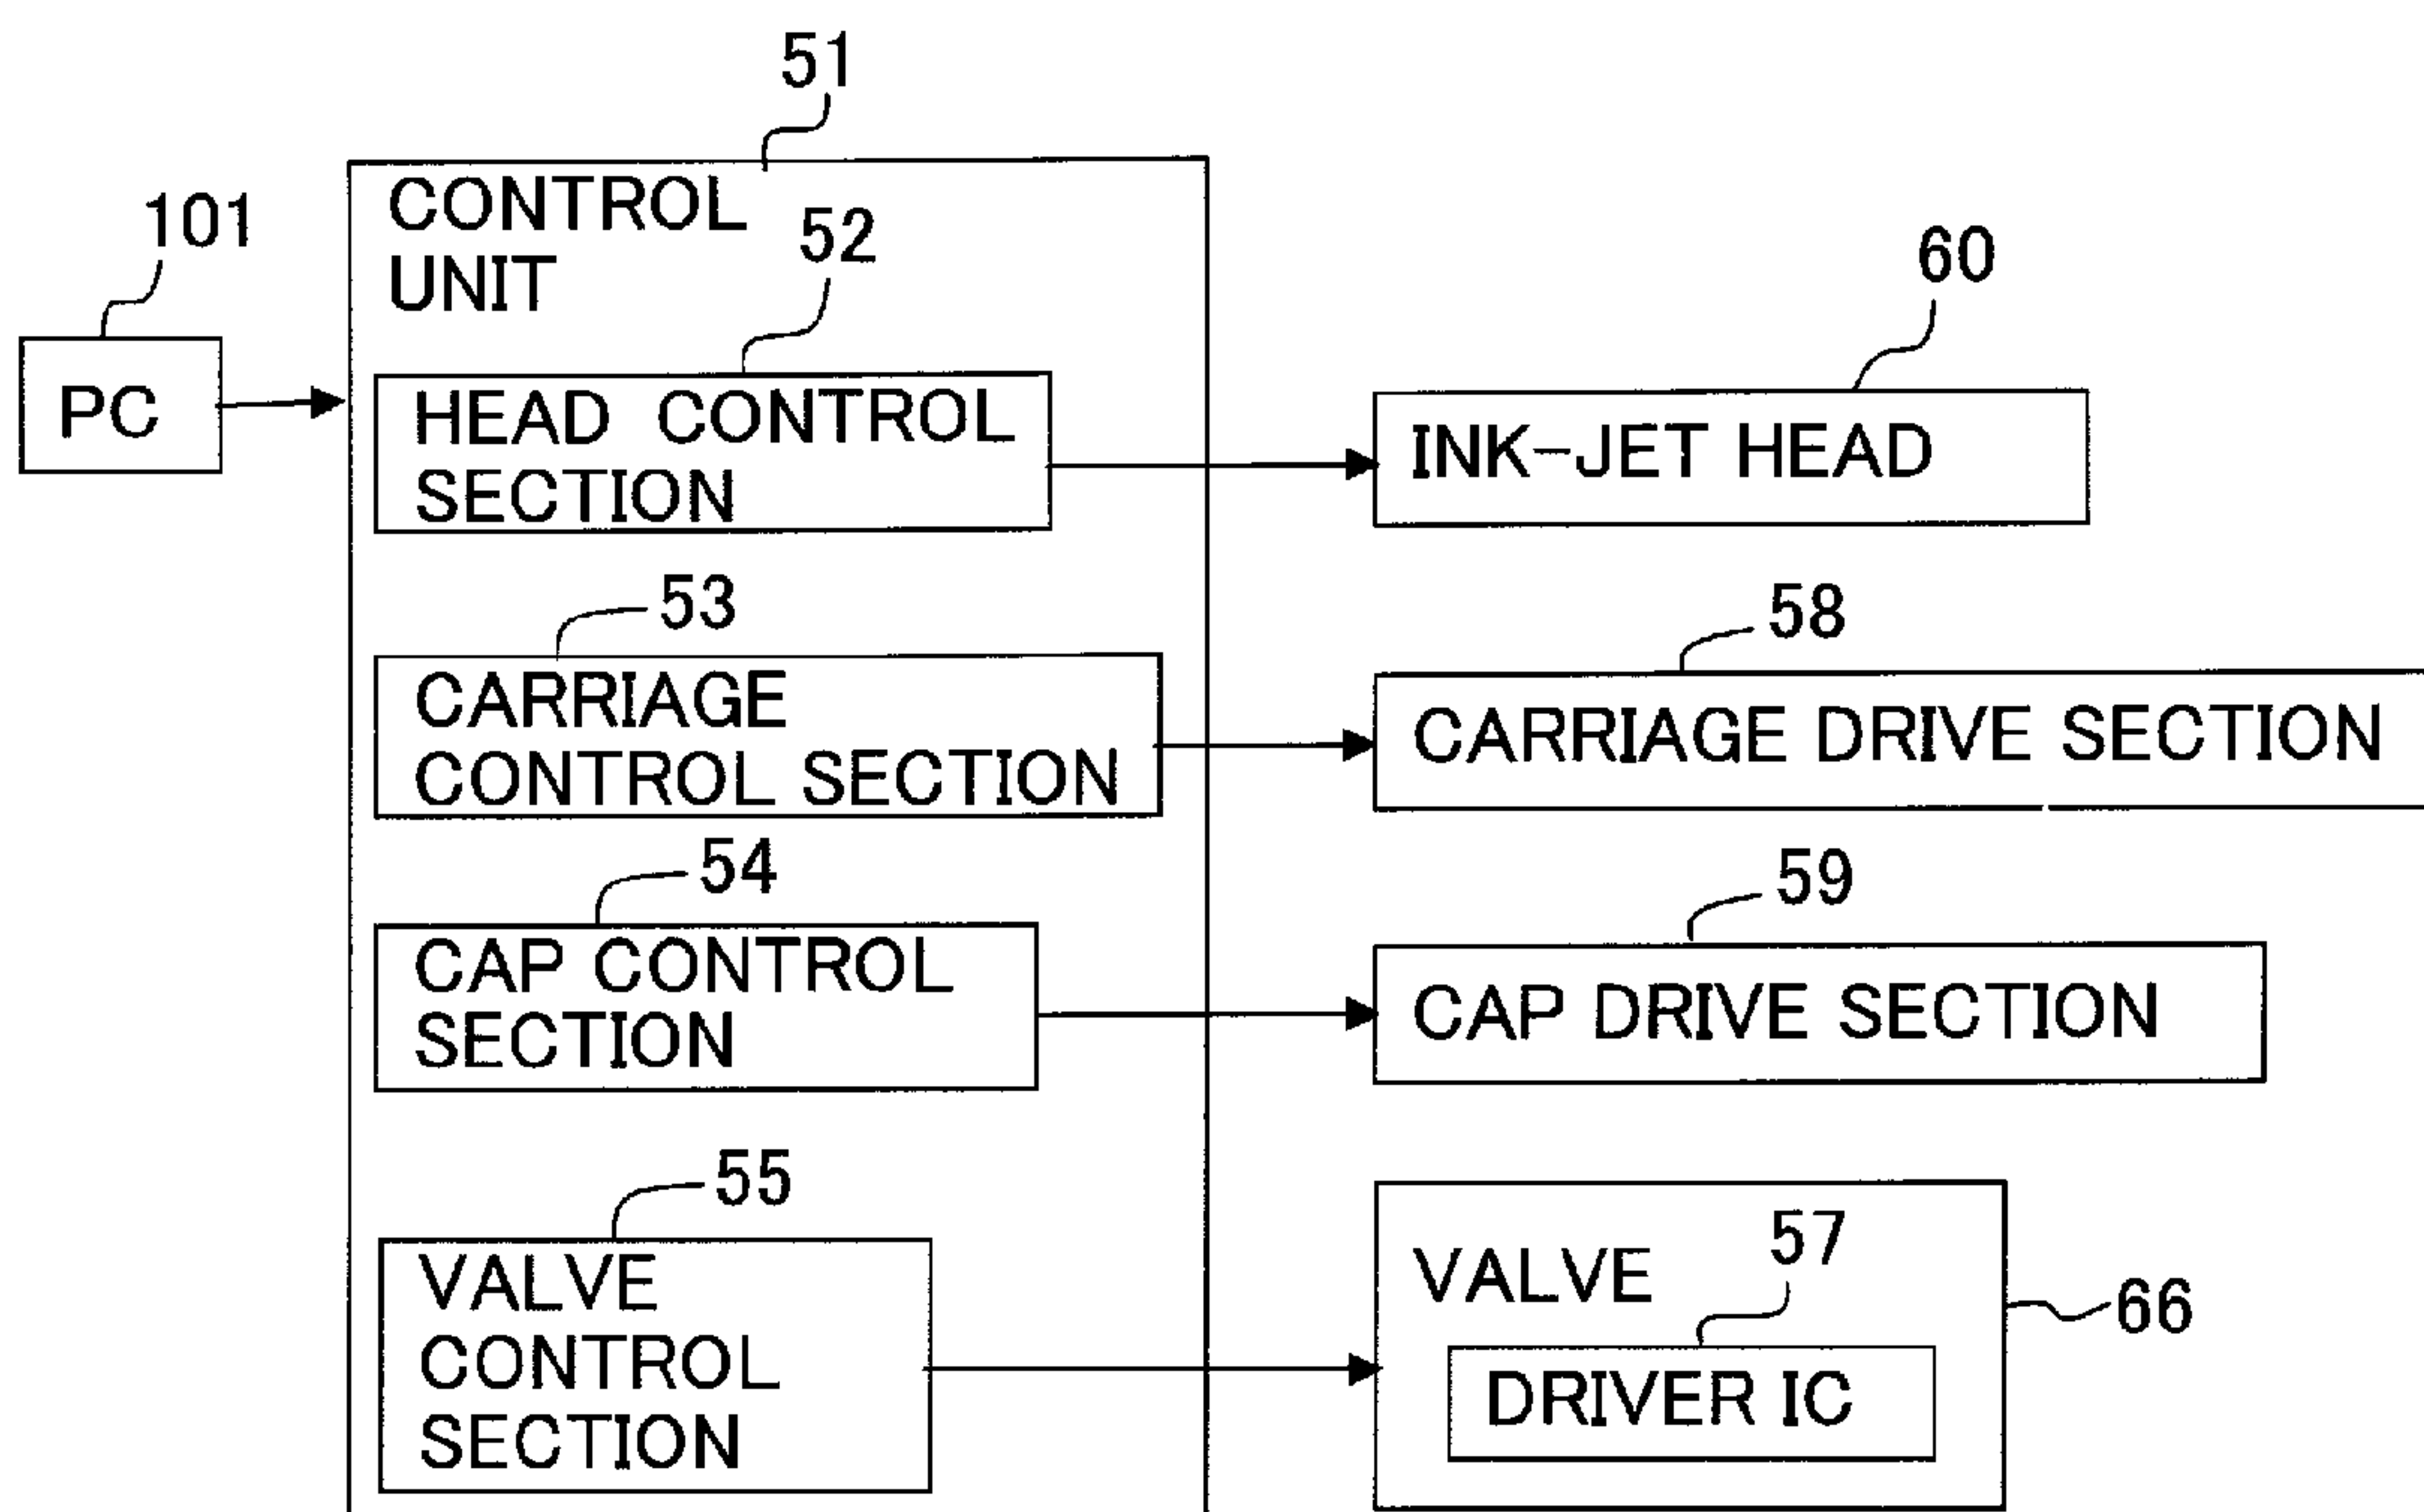 51
CONTROL
UNIT
101
PC
52
HEAD CONTROL
SECTION
60
INK-JET HEAD
53
CARRIAGE
CONTROL SECTION
58
CARRIAGE DRIVE SECTION
54
CAP CONTROL
SECTION
59
CAP DRIVE SECTION
55
VALVE
CONTROL
SECTION
VALVE
57
DRIVER IC
66